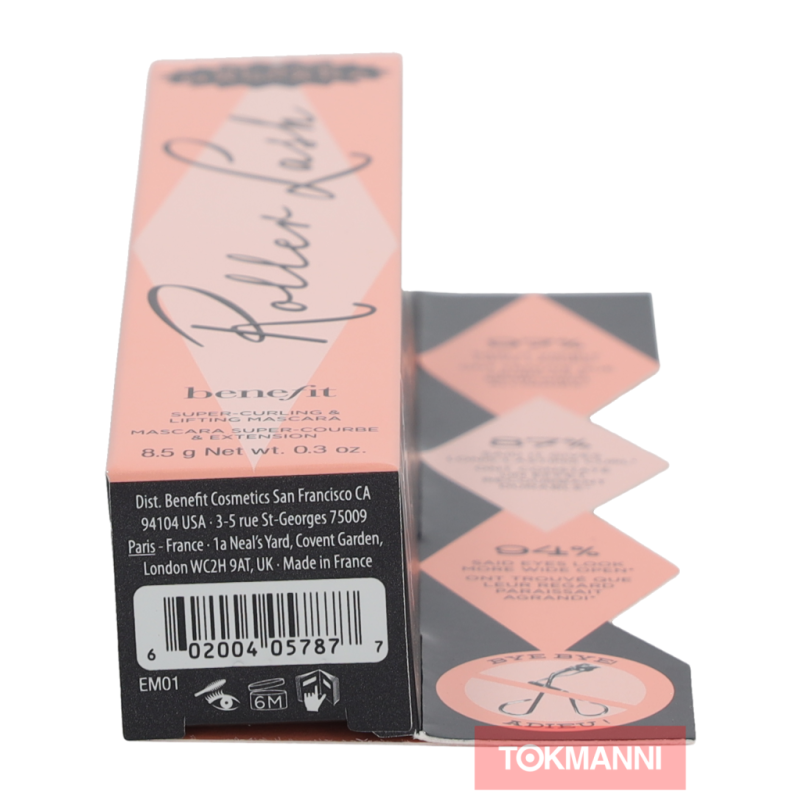 Roller Lash
benefit
SUPER-CURLING &
LIFTING MASCARA
MASCARA SUPER-COURBE
& EXTENSION
8.5 g Net wt. 0.3 oz.
Dist. Benefit Cosmetics San Francisco CA
94104 USA · 3-5 rue St-Georges 75009
Paris - France · 1a Neal's Yard, Covent Garden,
London WC2H 9AT, UK · Made in France
6 02004 05787 7
EM01
6M
97%
87%
94%
SAID EYES LOOK
MORE WIDE OPEN*
ONT TROUVÉ QUE
LEUR REGARD
PARAISSAIT
AGRANDI*
BYE BYE!
ADIEU!
TOKMANNI